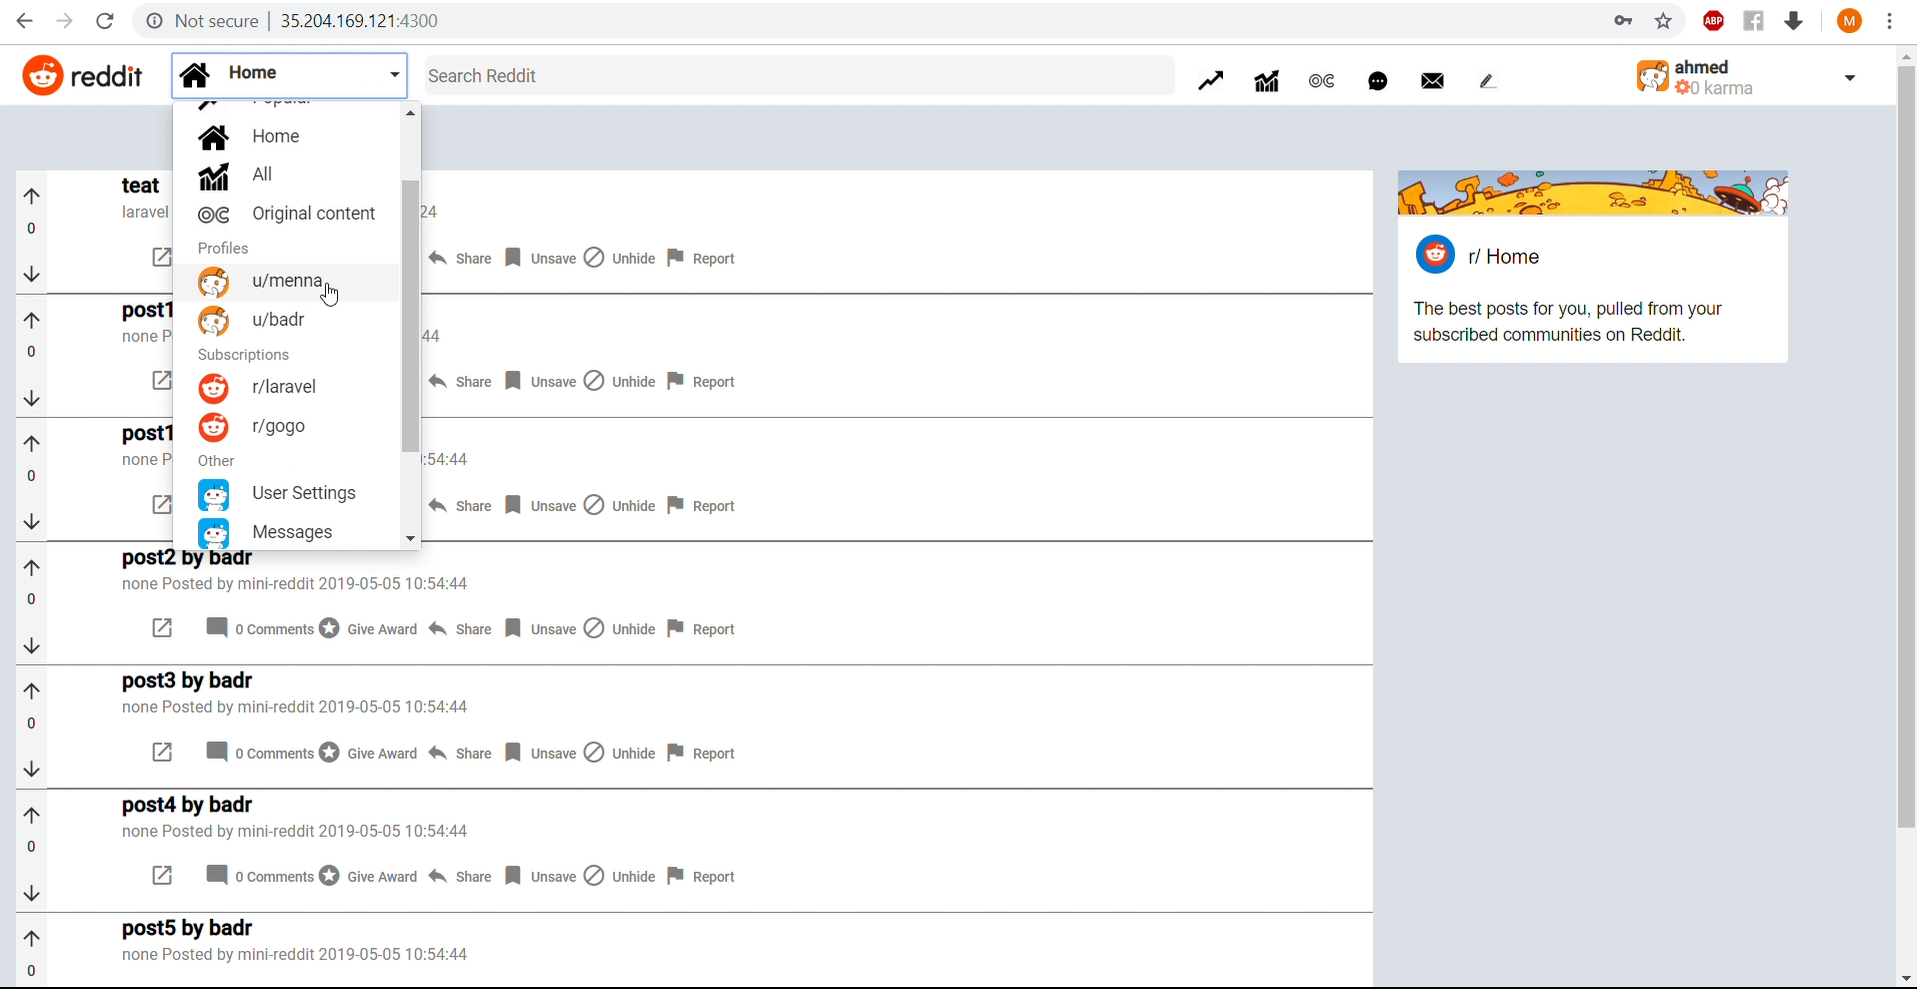 Not secure | 35.204.169.121:4300
ABP
M
reddit
Home
Search Reddit
OC
ahmed
0 karma
Popular
Home
All
OC Original content
Profiles
u/menna
u/badr
Subscriptions
r/laravel
r/gogo
Other
User Settings
Messages
teat
laravel
24
0
Share Unsave Unhide Report
post1
none P
44
0
Share Unsave Unhide Report
post1
none P
:54:44
0
Share Unsave Unhide Report
post2 by badr
none Posted by mini-reddit 2019-05-05 10:54:44
0
0 Comments Give Award Share Unsave Unhide Report
post3 by badr
none Posted by mini-reddit 2019-05-05 10:54:44
0
0 Comments Give Award Share Unsave Unhide Report
post4 by badr
none Posted by mini-reddit 2019-05-05 10:54:44
0
0 Comments Give Award Share Unsave Unhide Report
post5 by badr
none Posted by mini-reddit 2019-05-05 10:54:44
0
r/ Home
The best posts for you, pulled from your
subscribed communities on Reddit.